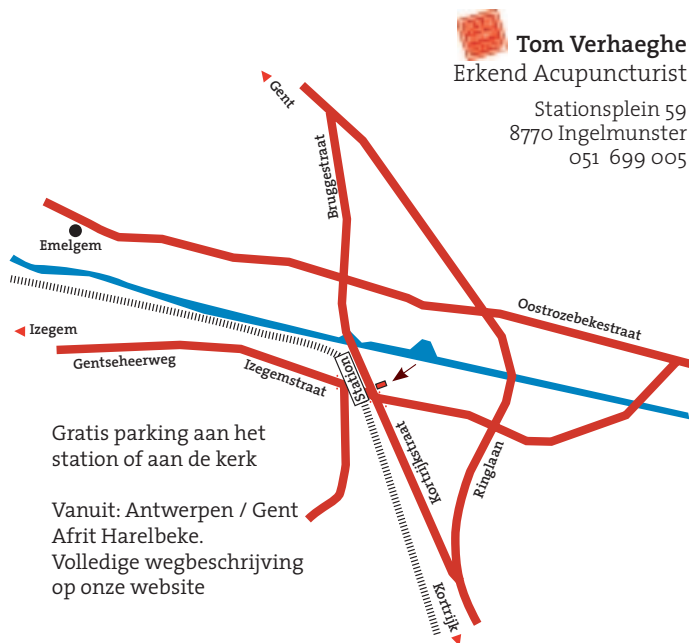 Tom Verhaeghe
Erkend Acupuncturist
Stationsplein 59
8770 Ingelmunster
051 699 005
Gent
Bruggestraat
Emelgem
Oostrozebekestraat
Izegem
Gentseheerweg
Izegemstraat
Station
Kortrijkstraat
Ringlaan
Kortrijk
Gratis parking aan het
station of aan de kerk
Vanuit: Antwerpen / Gent
Afrit Harelbeke.
Volledige wegbeschrijving
op onze website